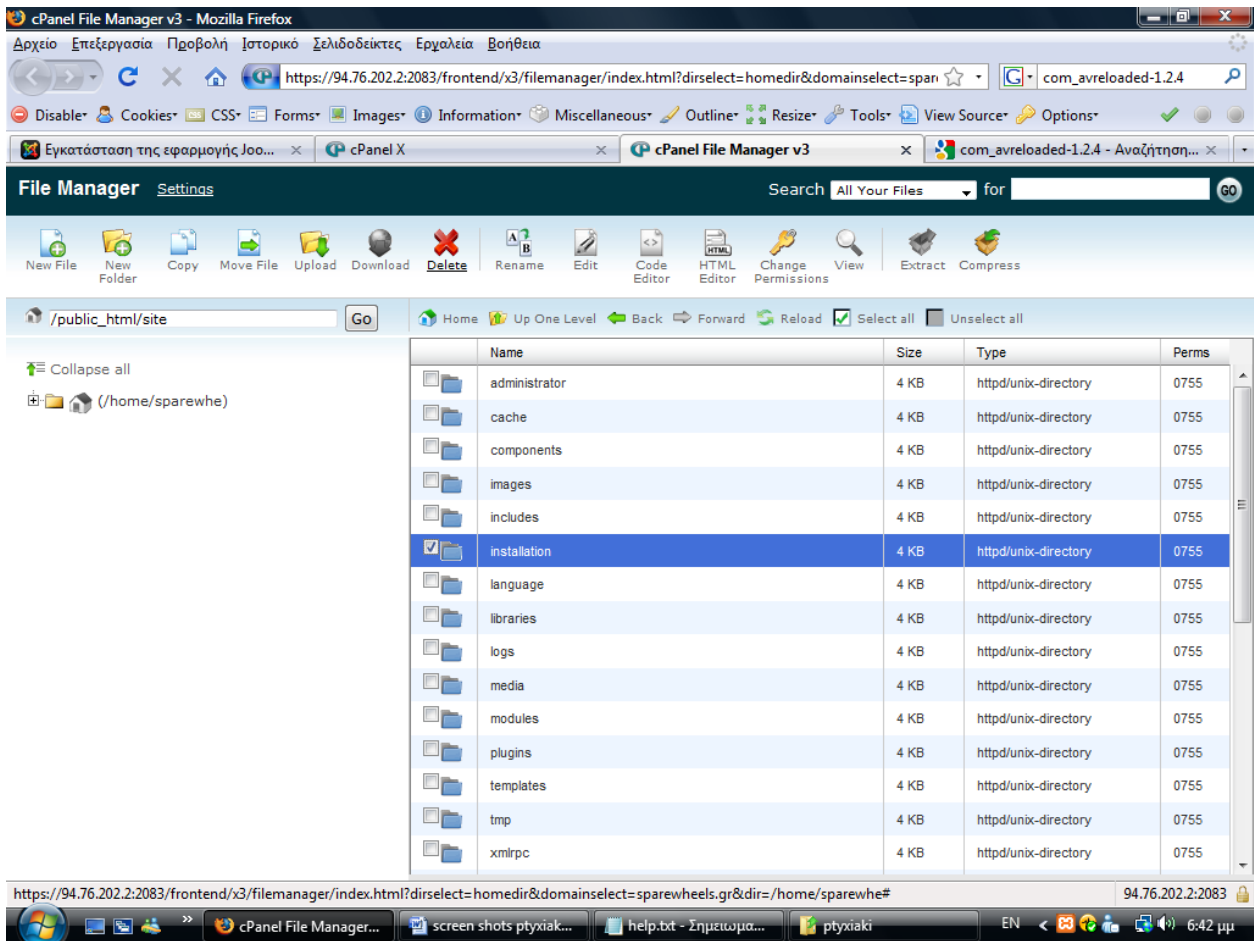 cPanel File Manager v3 - Mozilla Firefox
Αρχείο Επεξεργασία Προβολή Ιστορικό Σελιδοδείκτες Εργαλεία Βοήθεια
https://94.76.202.2:2083/frontend/x3/filemanager/index.html?dirselect=homedir&domainselect=spare com_avreloaded-1.2.4
Disable Cookies CSS Forms Images Information Miscellaneous Outline Resize Tools View Source Options
Εγκατάσταση της εφαρμογής Joo... cPanel X cPanel File Manager v3 com_avreloaded-1.2.4 - Αναζήτηση...
File Manager Settings Search All Your Files for GO
New File New Folder Copy Move File Upload Download Delete Rename Edit Code Editor HTML Editor Change Permissions View Extract Compress
/public_html/site Go Home Up One Level Back Forward Reload Select all Unselect all
Collapse all
(/home/sparewhe)
Name Size Type Perms
administrator 4 KB httpd/unix-directory 0755
cache 4 KB httpd/unix-directory 0755
components 4 KB httpd/unix-directory 0755
images 4 KB httpd/unix-directory 0755
includes 4 KB httpd/unix-directory 0755
installation 4 KB httpd/unix-directory 0755
language 4 KB httpd/unix-directory 0755
libraries 4 KB httpd/unix-directory 0755
logs 4 KB httpd/unix-directory 0755
media 4 KB httpd/unix-directory 0755
modules 4 KB httpd/unix-directory 0755
plugins 4 KB httpd/unix-directory 0755
templates 4 KB httpd/unix-directory 0755
tmp 4 KB httpd/unix-directory 0755
xmlrpc 4 KB httpd/unix-directory 0755
https://94.76.202.2:2083/frontend/x3/filemanager/index.html?dirselect=homedir&domainselect=sparewheels.gr&dir=/home/sparewhe# 94.76.202.2:2083
cPanel File Manager... screen shots ptyxiak... help.txt - Σημειωμα... ptyxiaki EN 6:42 μμ